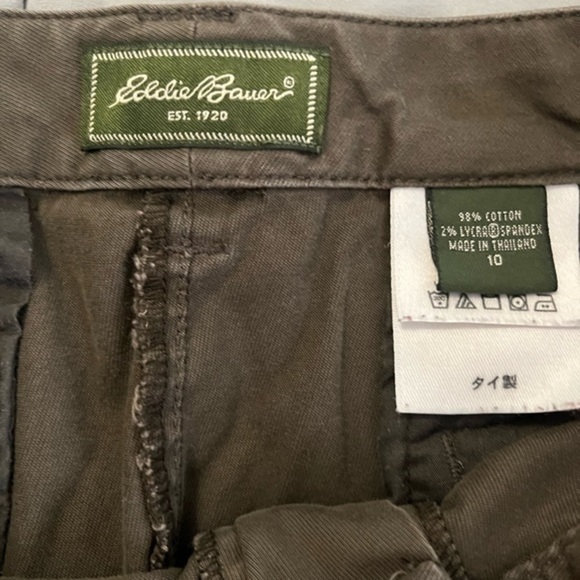 Eddie Bauer®
EST. 1920
98% COTTON
2% LYCRA® SPANDEX
MADE IN THAILAND
10
タイ製